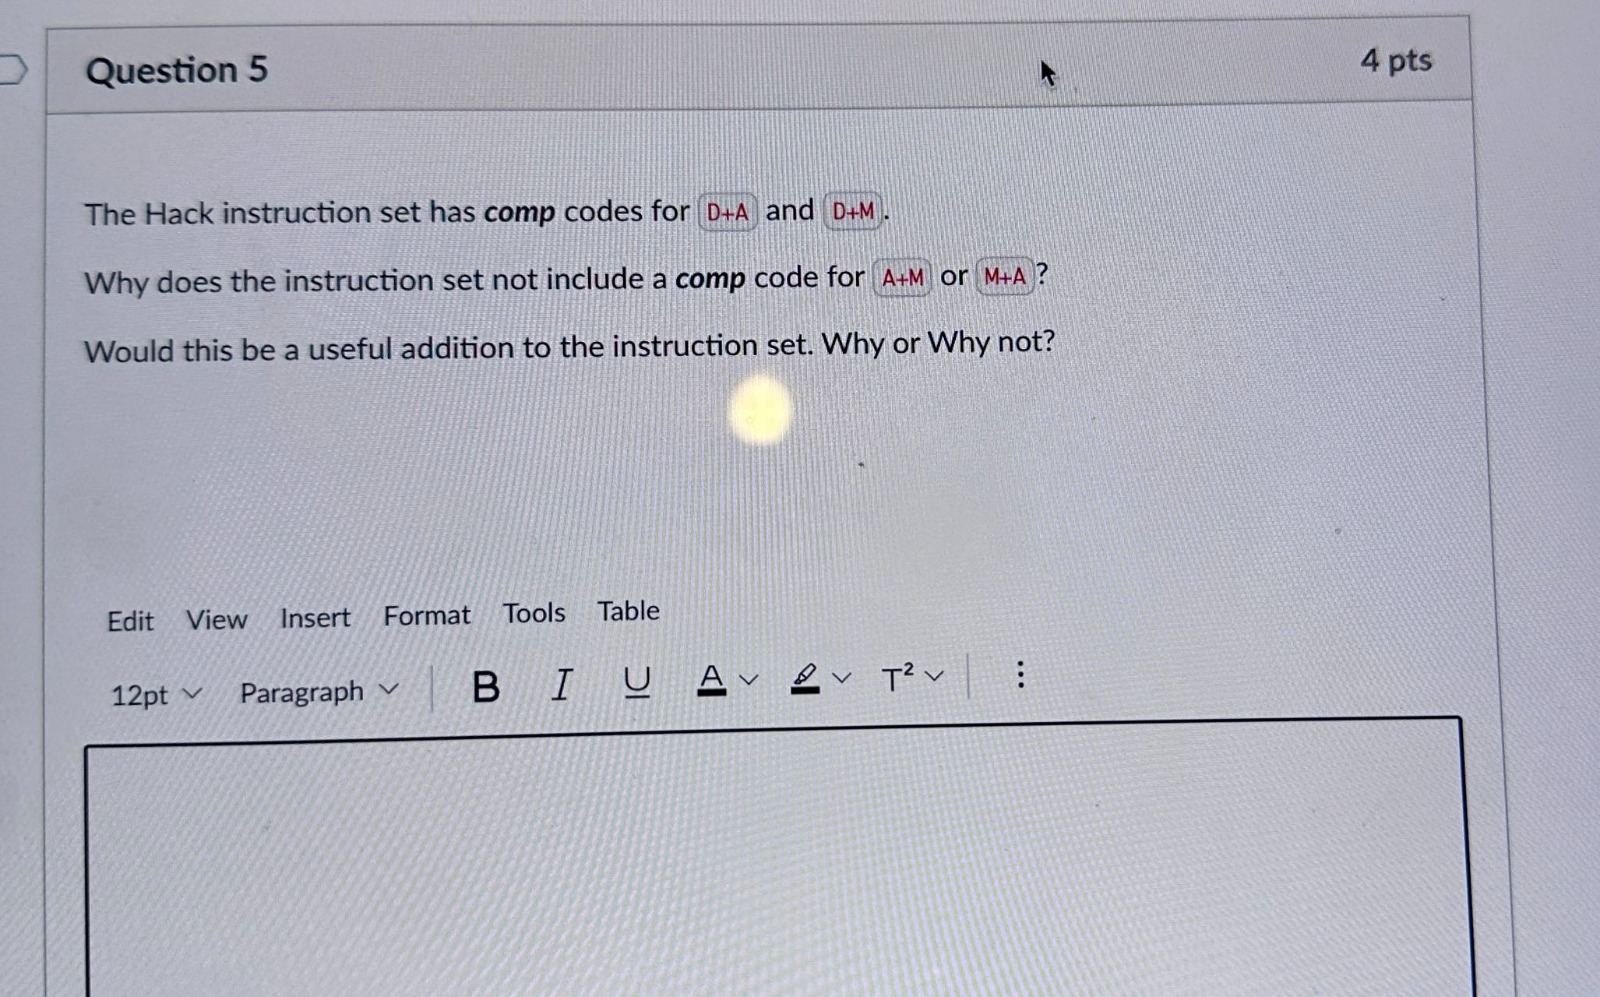 Question 5
4 pts
The Hack instruction set has comp codes for D+A and D+M.
Why does the instruction set not include a comp code for A+M or M+A?
Would this be a useful addition to the instruction set. Why or Why not?
Edit View Insert Format Tools Table
12pt Paragraph B I U A T²